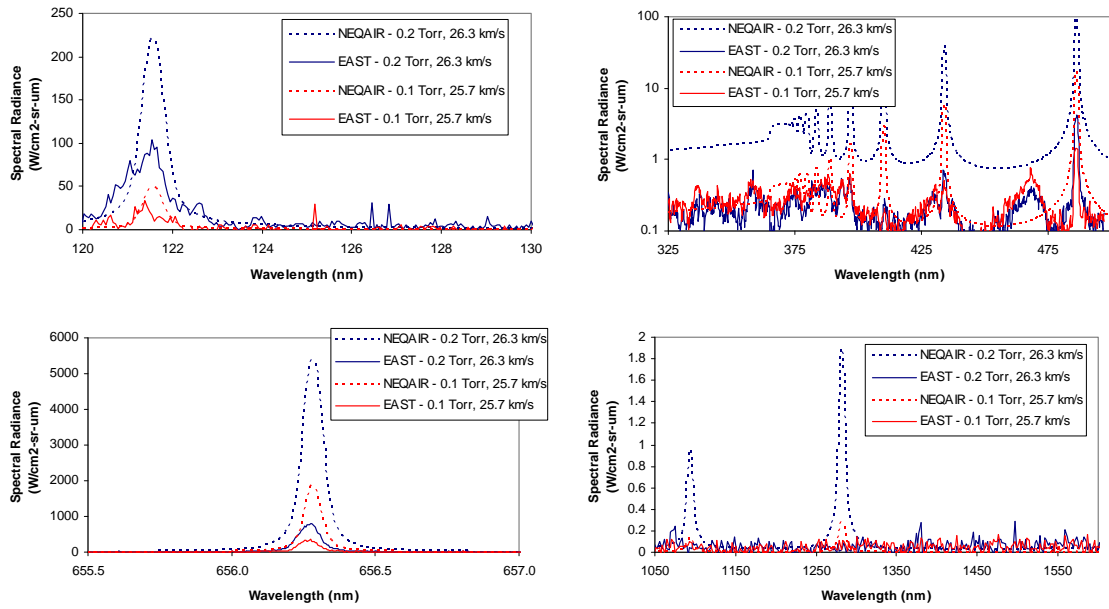 Spectral Radiance
(W/cm2-sr-um)
250
200
150
100
50
0
NEQAIR - 0.2 Torr, 26.3 km/s
EAST - 0.2 Torr, 26.3 km/s
NEQAIR - 0.1 Torr, 25.7 km/s
EAST - 0.1 Torr, 25.7 km/s
120 122 124 126 128 130
Wavelength (nm)
Spectral Radiance
(W/cm2-sr-um)
100
10
1
0.1
NEQAIR - 0.2 Torr, 26.3 km/s
EAST - 0.2 Torr, 26.3 km/s
NEQAIR - 0.1 Torr, 25.7 km/s
EAST - 0.1 Torr, 25.7 km/s
325 375 425 475
Wavelength (nm)
Spectral Radiance
(W/cm2-sr-um)
6000
5000
4000
3000
2000
1000
0
NEQAIR - 0.2 Torr, 26.3 km/s
EAST - 0.2 Torr, 26.3 km/s
NEQAIR - 0.1 Torr, 25.7 km/s
EAST - 0.1 Torr, 25.7 km/s
655.5 656.0 656.5 657.0
Wavelength (nm)
Spectral Radiance
(W/cm2-sr-um)
2
1.8
1.6
1.4
1.2
1
0.8
0.6
0.4
0.2
0
NEQAIR - 0.2 Torr, 26.3 km/s
EAST - 0.2 Torr, 26.3 km/s
NEQAIR - 0.1 Torr, 25.7 km/s
EAST - 0.1 Torr, 25.7 km/s
1050 1150 1250 1350 1450 1550
Wavelength (nm)